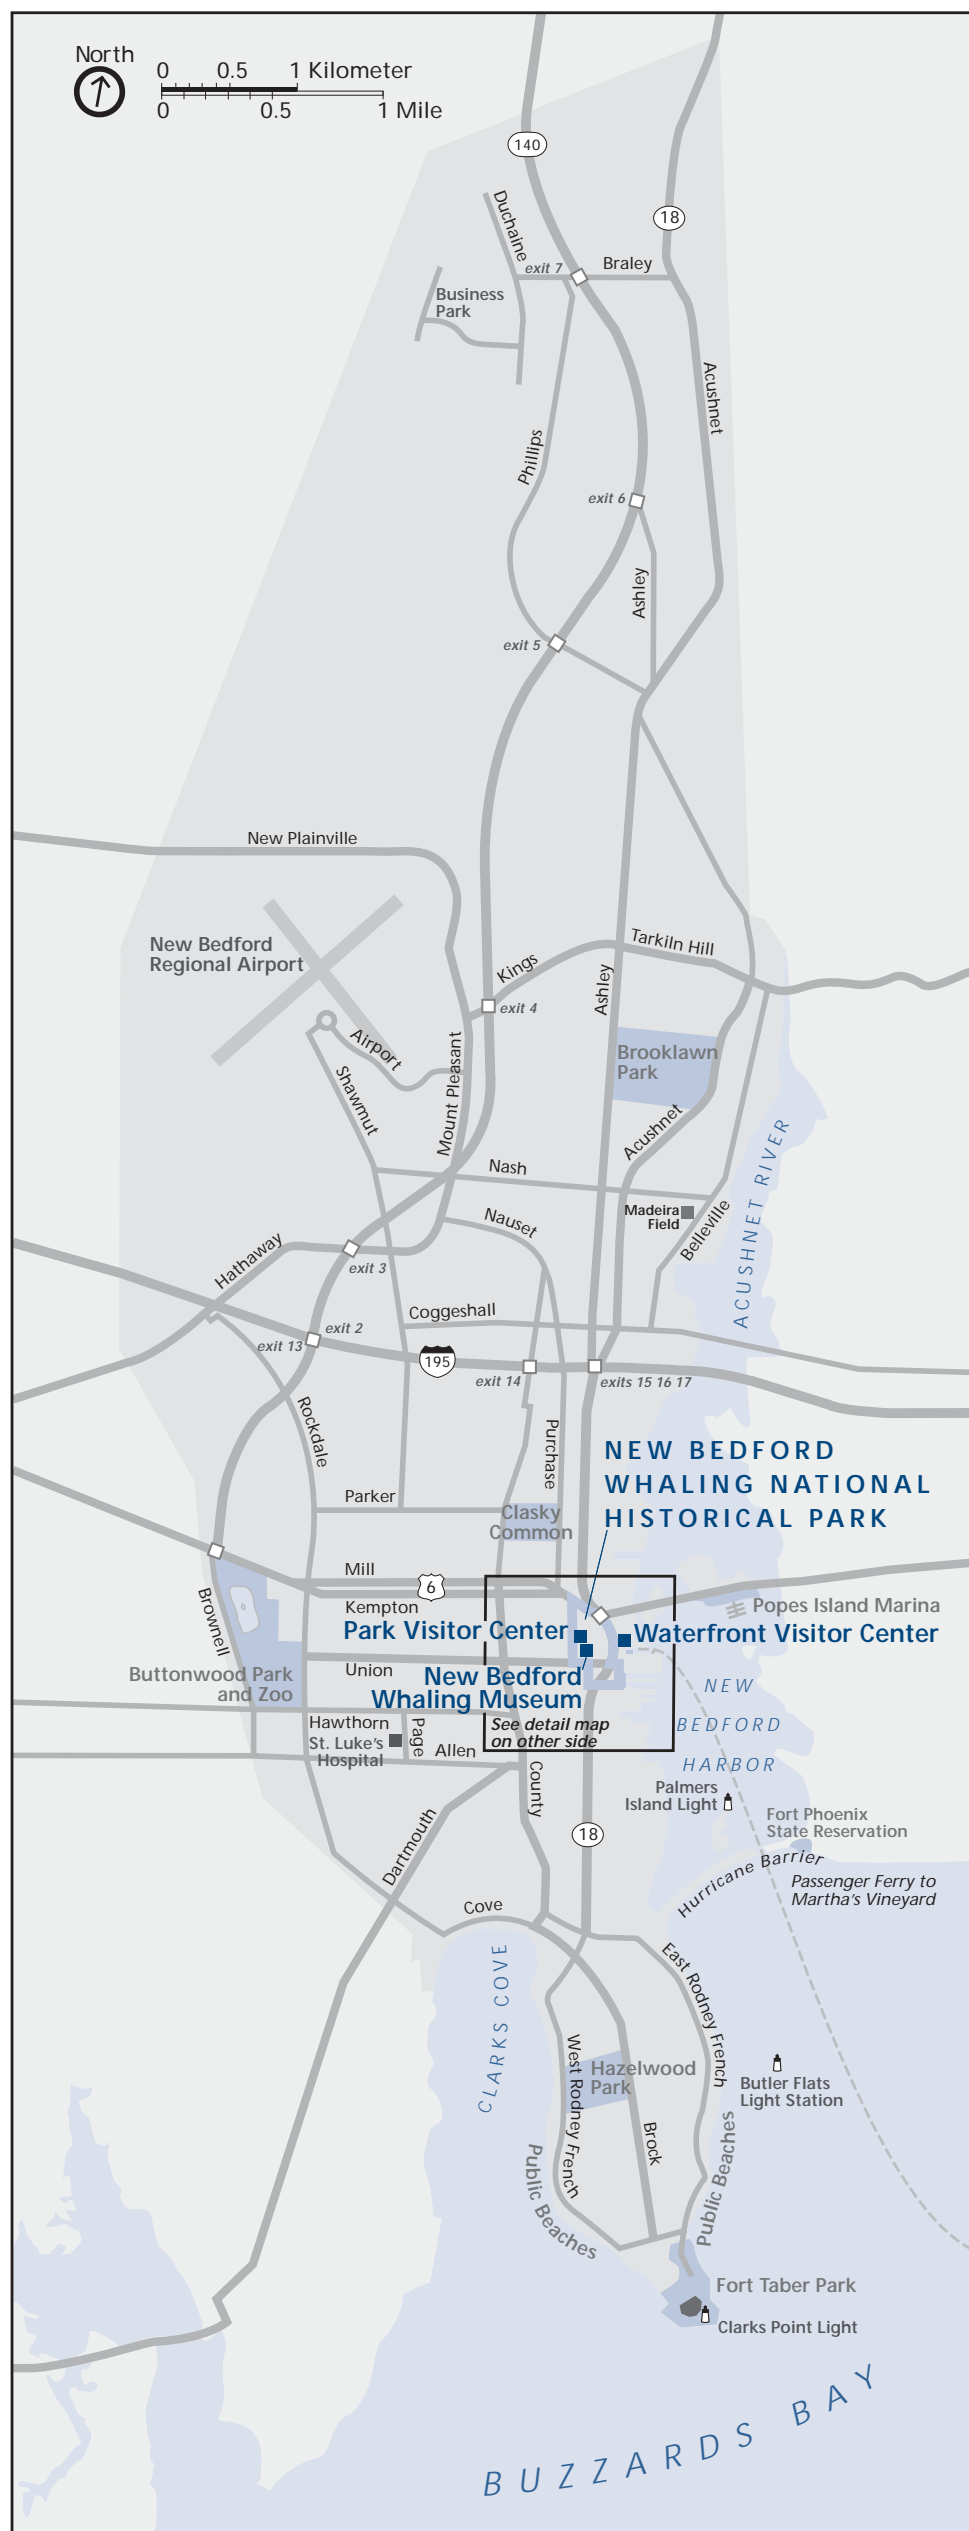 North
0 0.5 1 Kilometer
0 0.5 1 Mile
140
18
Duchaine
exit 7
Braley
Business
Park
Acushnet
Phillips
exit 6
Ashley
exit 5
New Plainville
New Bedford
Regional Airport
Kings
Tarkiln Hill
exit 4
Ashley
Airport
Mount Pleasant
Brooklawn
Park
Shawmut
Acushnet
ACUSHNET RIVER
Nash
Madeira
Field
Nauset
Belleville
Hathaway
exit 3
Coggeshall
exit 2
exit 13
195
exit 14
exits 15 16 17
Rockdale
Purchase
NEW BEDFORD
WHALING NATIONAL
HISTORICAL PARK
Parker
Clasky
Common
Mill
6
Kempton
Brownell
Popes Island Marina
Park Visitor Center
Waterfront Visitor Center
Union
Buttonwood Park
and Zoo
New Bedford
Whaling Museum
NEW
BEDFORD
HARBOR
See detail map
on other side
Hawthorn
Page
St. Luke's
Hospital
Allen
County
Palmers
Island Light
Fort Phoenix
State Reservation
18
Dartmouth
Hurricane Barrier
Passenger Ferry to
Martha's Vineyard
Cove
CLARKS COVE
East Rodney French
West Rodney French
Hazelwood
Park
Butler Flats
Light Station
Brock
Public Beaches
Public Beaches
Fort Taber Park
Clarks Point Light
BUZZARDS BAY